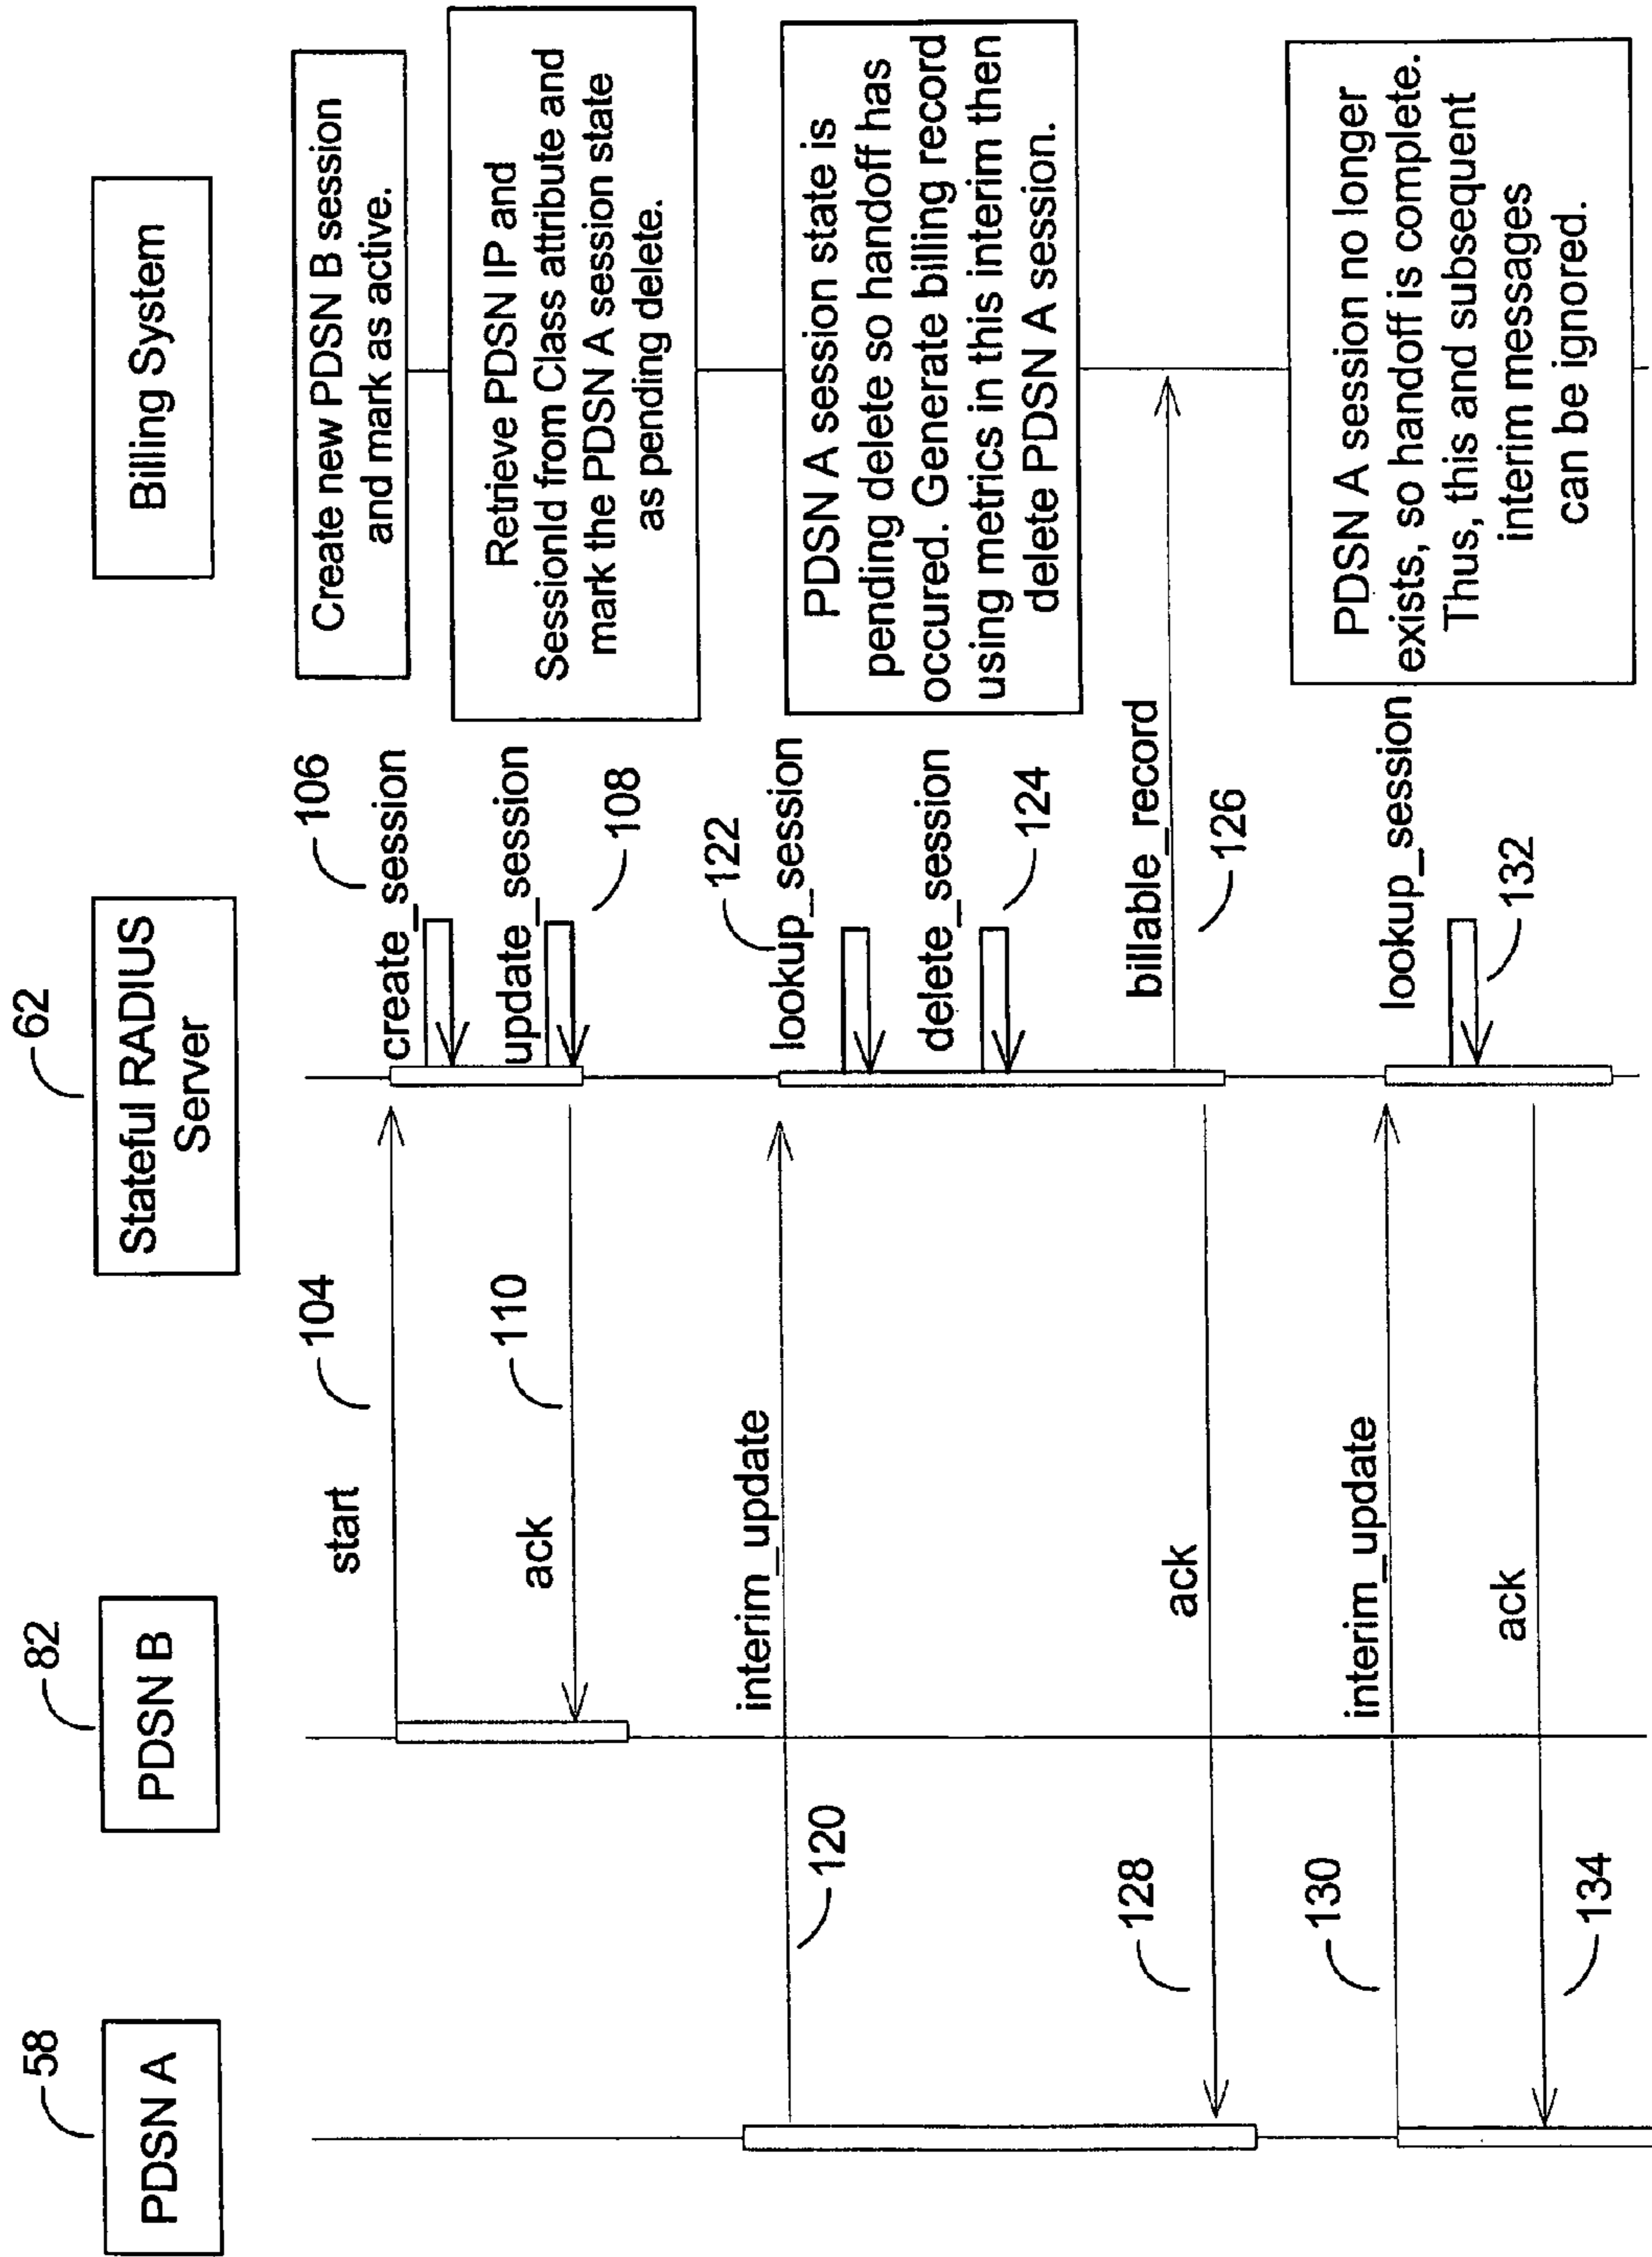 58
PDSN A
82
PDSN B
62
Stateful RADIUS
Server
Billing System
start
104
106
create_session
Create new PDSN B session
and mark as active.
ack
110
update_session
108
Retrieve PDSN IP and
SessionId from Class attribute and
mark the PDSN A session state
as pending delete.
interim_update
120
122
lookup_session
delete_session
124
PDSN A session state is
pending delete so handoff has
occured. Generate billing record
using metrics in this interim then
delete PDSN A session.
billable_record
126
ack
128
interim_update
130
lookup_session
132
PDSN A session no longer
exists, so handoff is complete.
Thus, this and subsequent
interim messages
can be ignored.
ack
134